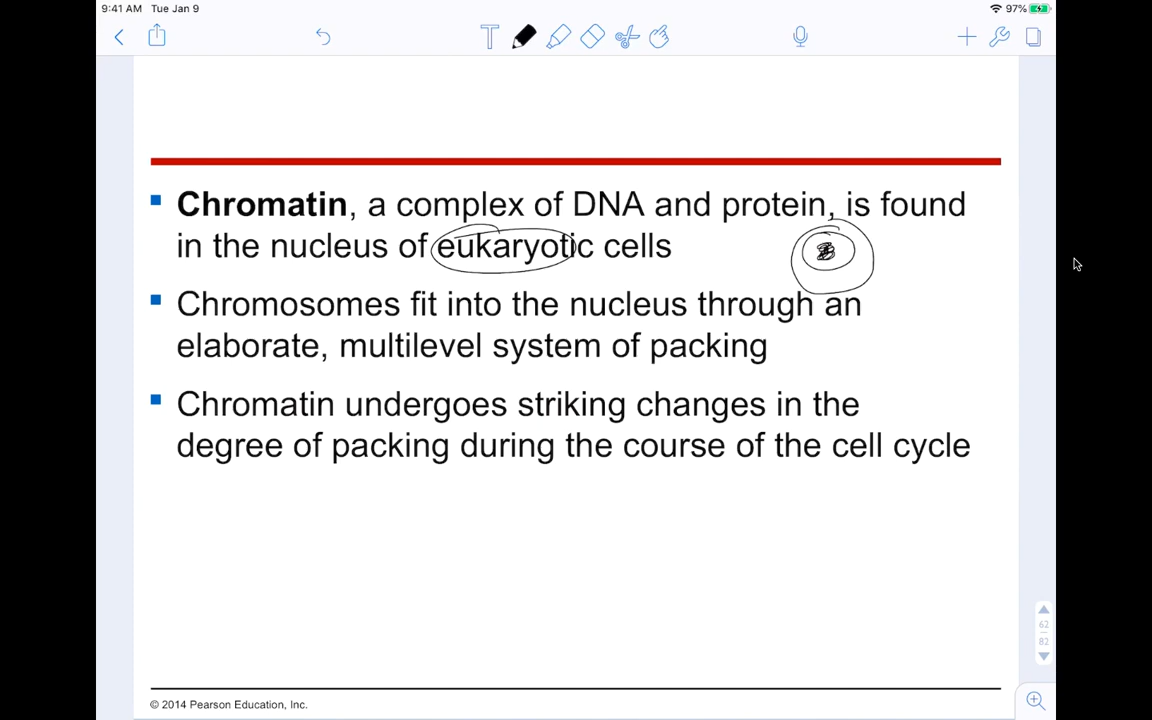 9:41 AM Tue Jan 9
97%
Chromatin, a complex of DNA and protein, is found
in the nucleus of eukaryotic cells
Chromosomes fit into the nucleus through an
elaborate, multilevel system of packing
Chromatin undergoes striking changes in the
degree of packing during the course of the cell cycle
62
82
© 2014 Pearson Education, Inc.